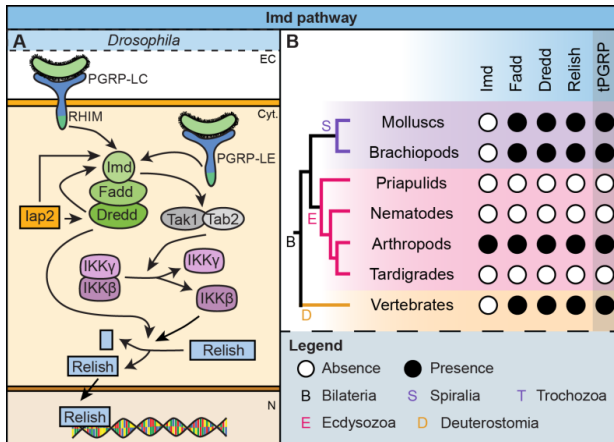 Imd pathway
A
Drosophila
EC
PGRP-LC
Cyt.
RHIM
PGRP-LE
Imd
Fadd
Dredd
Iap2
Tak1
Tab2
IKKγ
IKKβ
IKKγ
IKKβ
Relish
Relish
Relish
N
B
Imd Fadd Dredd Relish tPGRP
S
Molluscs
Brachiopods
Priapulids
E
Nematodes
B
Arthropods
Tardigrades
D
Vertebrates
Legend
Absence Presence
B Bilateria S Spiralia T Trochozoa
E Ecdysozoa D Deuterostomia